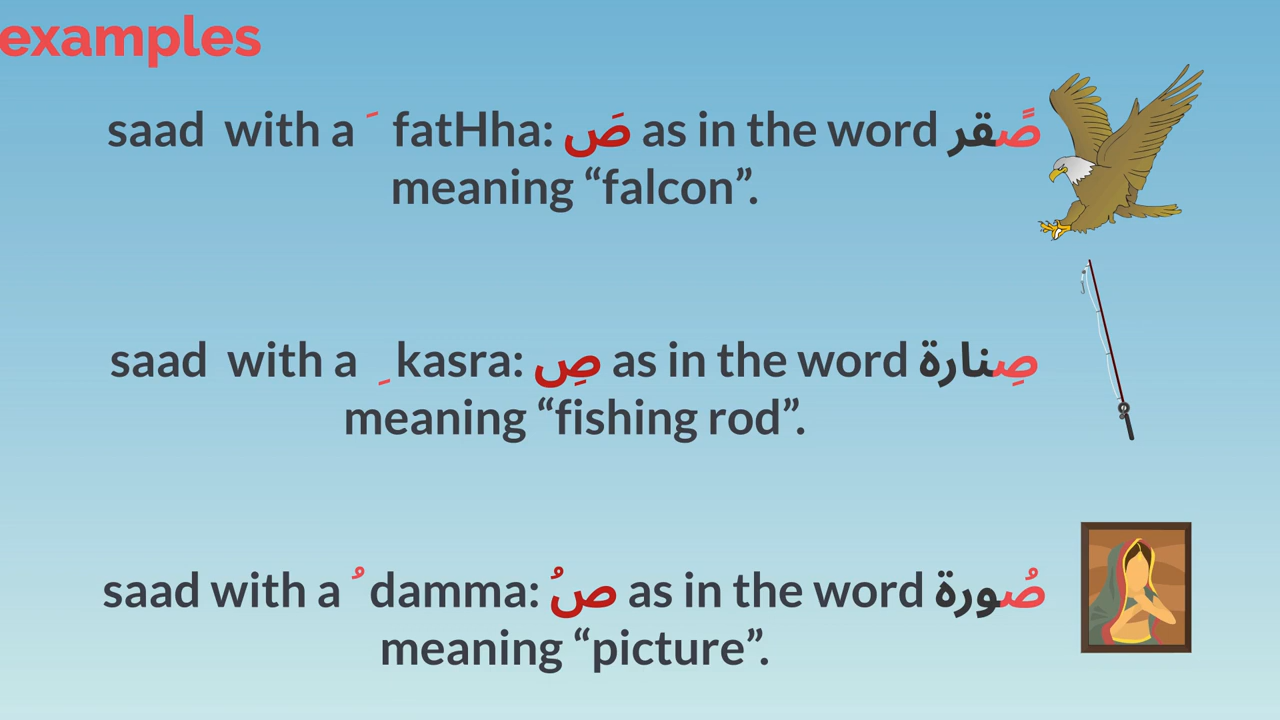 examples
saad with a َ fatHha: صَ as in the word صًقر
meaning “falcon”.
saad with a ِ kasra: صِ as in the word صِنارة
meaning “fishing rod”.
saad with a ُ damma: صُ as in the word صُورة
meaning “picture”.